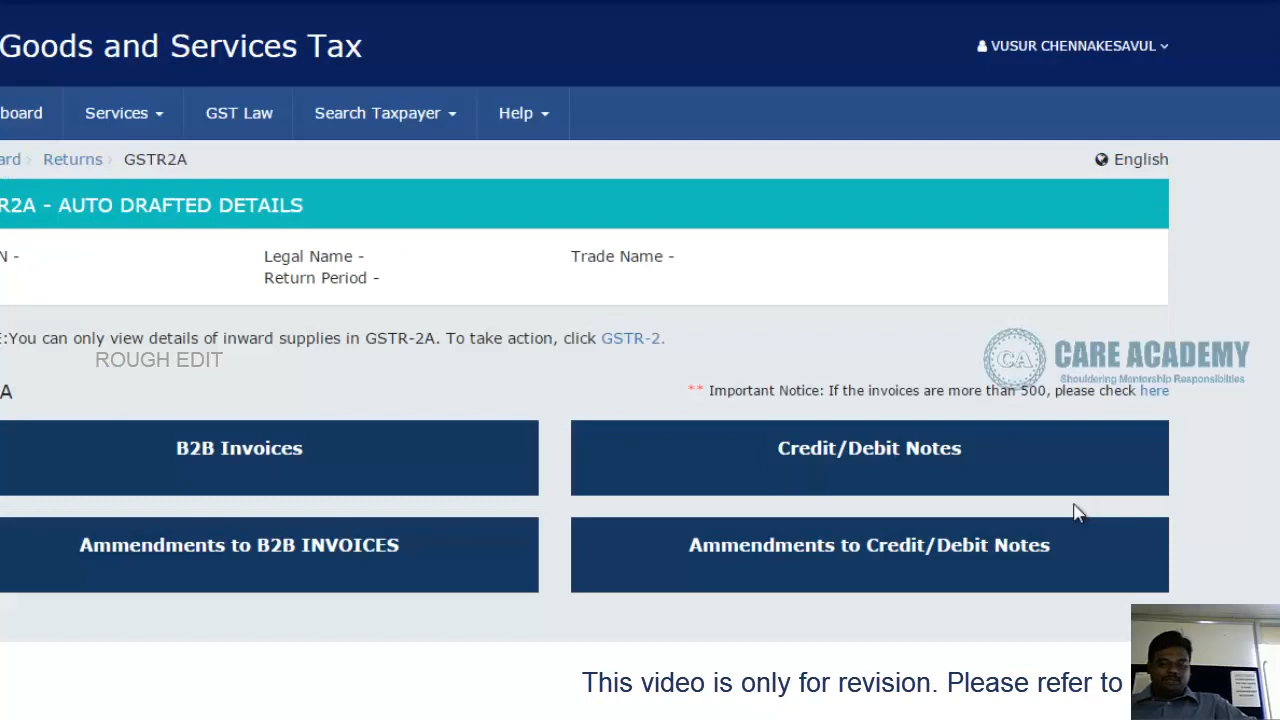 Goods and Services Tax
VUSUR CHENNAKESAVUL
board
Services
GST Law
Search Taxpayer
Help
ard
Returns
GSTR2A
English
R2A - AUTO DRAFTED DETAILS
N -
Legal Name -
Trade Name -
Return Period -
E:You can only view details of inward supplies in GSTR-2A. To take action, click GSTR-2.
ROUGH EDIT
CA
CARE ACADEMY
Shouldering Mentorship Responsibilities
A
** Important Notice: If the invoices are more than 500, please check here
B2B Invoices
Credit/Debit Notes
Ammendments to B2B INVOICES
Ammendments to Credit/Debit Notes
This video is only for revision. Please refer to